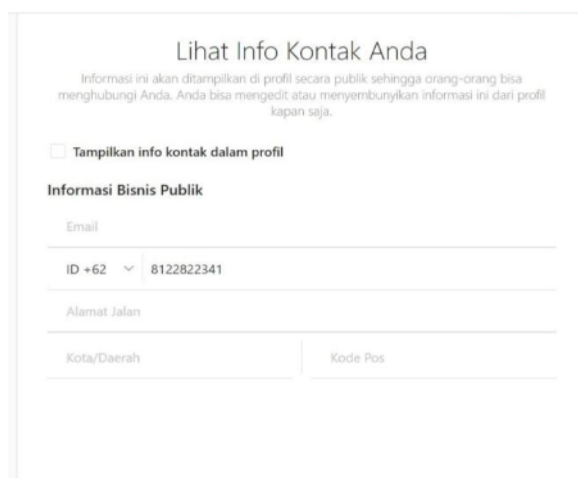 Lihat Info Kontak Anda
Informasi ini akan ditampilkan di profil secara publik sehingga orang-orang bisa
menghubungi Anda. Anda bisa mengedit atau menyembunyikan informasi ini dari profil
kapan saja.
Tampilkan info kontak dalam profil
Informasi Bisnis Publik
Email
ID +62 8122822341
Alamat Jalan
Kota/Daerah Kode Pos